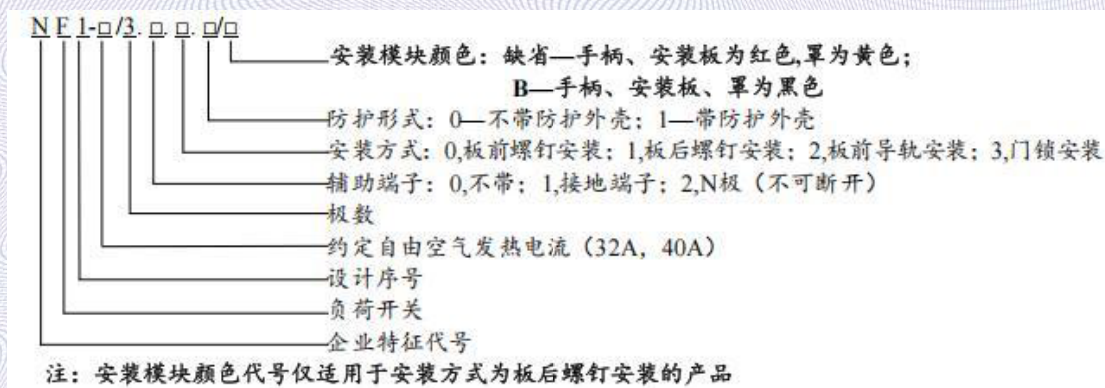 NF1-□/3.□.□.□/□
安装模块颜色：缺省—手柄、安装板为红色,罩为黄色；
B—手柄、安装板、罩为黑色
防护形式：0—不带防护外壳；1—带防护外壳
安装方式：0,板前螺钉安装；1,板后螺钉安装；2,板前导轨安装；3,门锁安装
辅助端子：0,不带；1,接地端子；2,N极（不可断开）
极数
约定自由空气发热电流（32A，40A）
设计序号
负荷开关
企业特征代号
注：安装模块颜色代号仅适用于安装方式为板后螺钉安装的产品